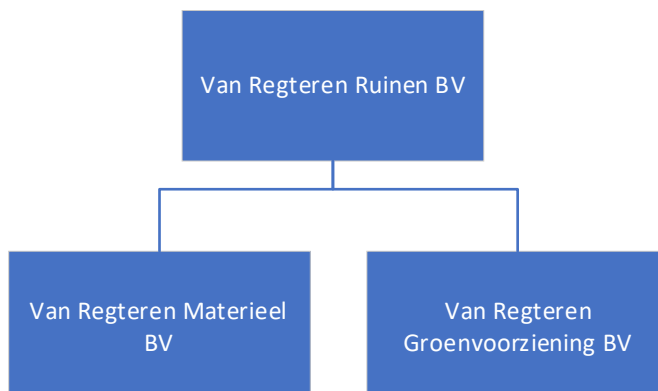 Van Regteren Ruinen BV
Van Regteren Materieel
BV
Van Regteren
Groenvoorziening BV